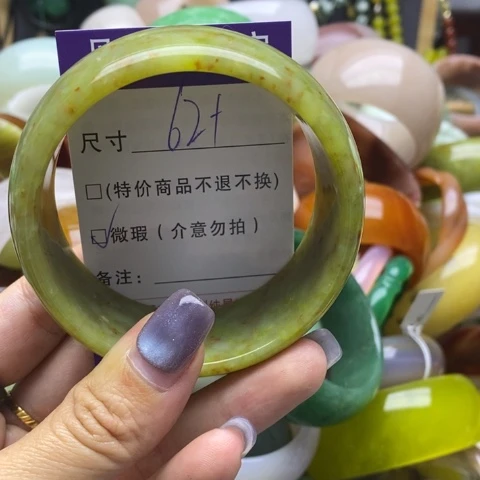 尺寸 62+
□(特价商品不退不换)
☑微瑕（介意勿拍）
备注：